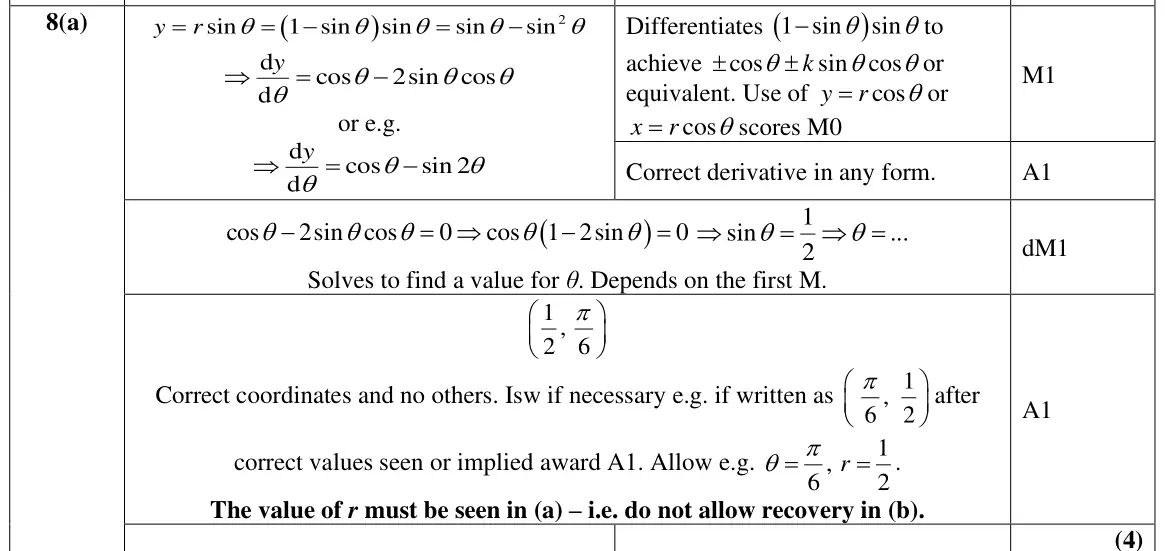 8(a)
y = r sin θ = (1 − sin θ) sin θ = sin θ − sin² θ
⇒ dy/dθ = cos θ − 2 sin θ cos θ
or e.g.
⇒ dy/dθ = cos θ − sin 2θ
Differentiates (1 − sin θ) sin θ to
achieve ± cos θ ± k sin θ cos θ or
equivalent. Use of y = r cos θ or
x = r cos θ scores M0
M1
Correct derivative in any form.
A1
cos θ − 2 sin θ cos θ = 0 ⇒ cos θ (1 − 2 sin θ) = 0 ⇒ sin θ = 1/2 ⇒ θ = ...
Solves to find a value for θ. Depends on the first M.
dM1
(1/2, π/6)
Correct coordinates and no others. Isw if necessary e.g. if written as (π/6, 1/2) after
correct values seen or implied award A1. Allow e.g. θ = π/6, r = 1/2.
The value of r must be seen in (a) – i.e. do not allow recovery in (b).
A1
(4)